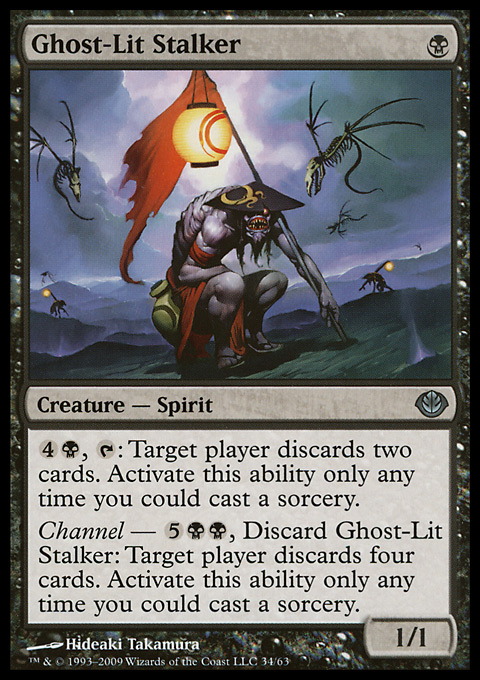 Ghost-Lit Stalker
Creature — Spirit
4, : Target player discards two
cards. Activate this ability only any
time you could cast a sorcery.
Channel — 5, Discard Ghost-Lit
Stalker: Target player discards four
cards. Activate this ability only any
time you could cast a sorcery.
Hideaki Takamura
1/1
™ & © 1993–2009 Wizards of the Coast LLC 34/63